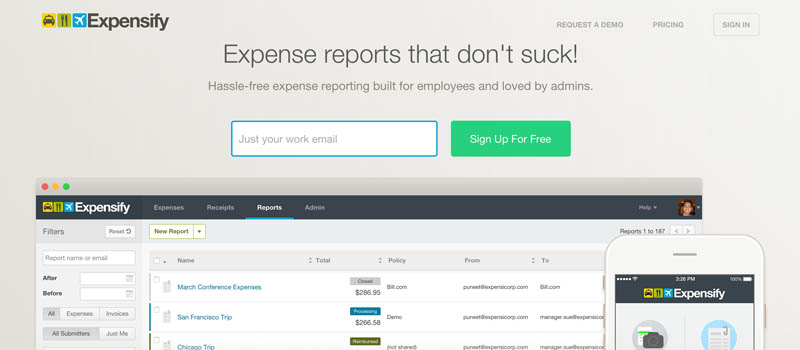 Expensify
REQUEST A DEMO PRICING SIGN IN
Expense reports that don't suck!
Hassle-free expense reporting built for employees and loved by admins.
Just your work email Sign Up For Free
Expensify Expenses Receipts Reports Admin Help
Filters Reset New Report Reports 1 to 187
Report name or email
Name Total Policy From To
After
Before
All Expenses Invoices
All Submitters Just Me
March Conference Expenses Closed $286.95 Bill.com puneet@expensicorp.com Bill.com
San Francisco Trip Processing $266.58 Demo puneet@expensicorp.com manager.sue@expensicorp
Chicago Trip Reimbursed (not shared) puneet@expensicorp.com manager.sue@expensicorp
3:26 PM 100%
Expensify